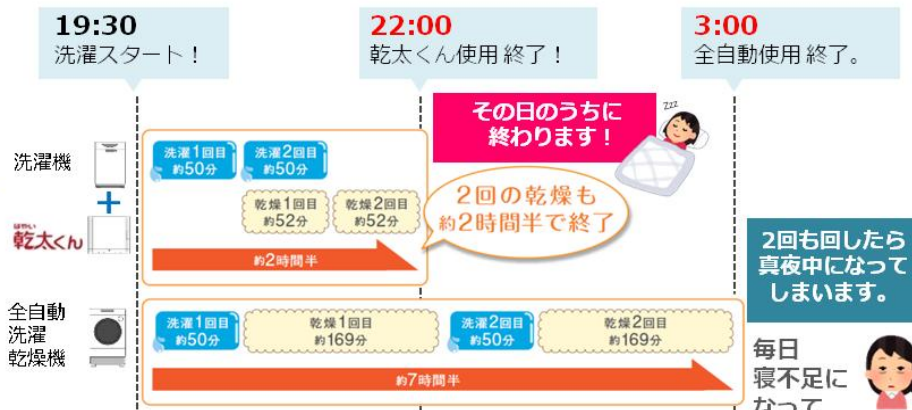 19:30
洗濯スタート！
22:00
乾太くん使用 終了！
3:00
全自動使用 終了。
その日のうちに
終わります！
Zzz
洗濯機
＋
はやい
乾太くん
洗濯1回目
約50分
洗濯2回目
約50分
乾燥1回目
約52分
乾燥2回目
約52分
約2時間半
2回の乾燥も
約2時間半で終了
2回も回したら
真夜中になって
しまいます。
全自動
洗濯
乾燥機
洗濯1回目
約50分
乾燥1回目
約169分
洗濯2回目
約50分
乾燥2回目
約169分
約7時間半
毎日
寝不足に
なって